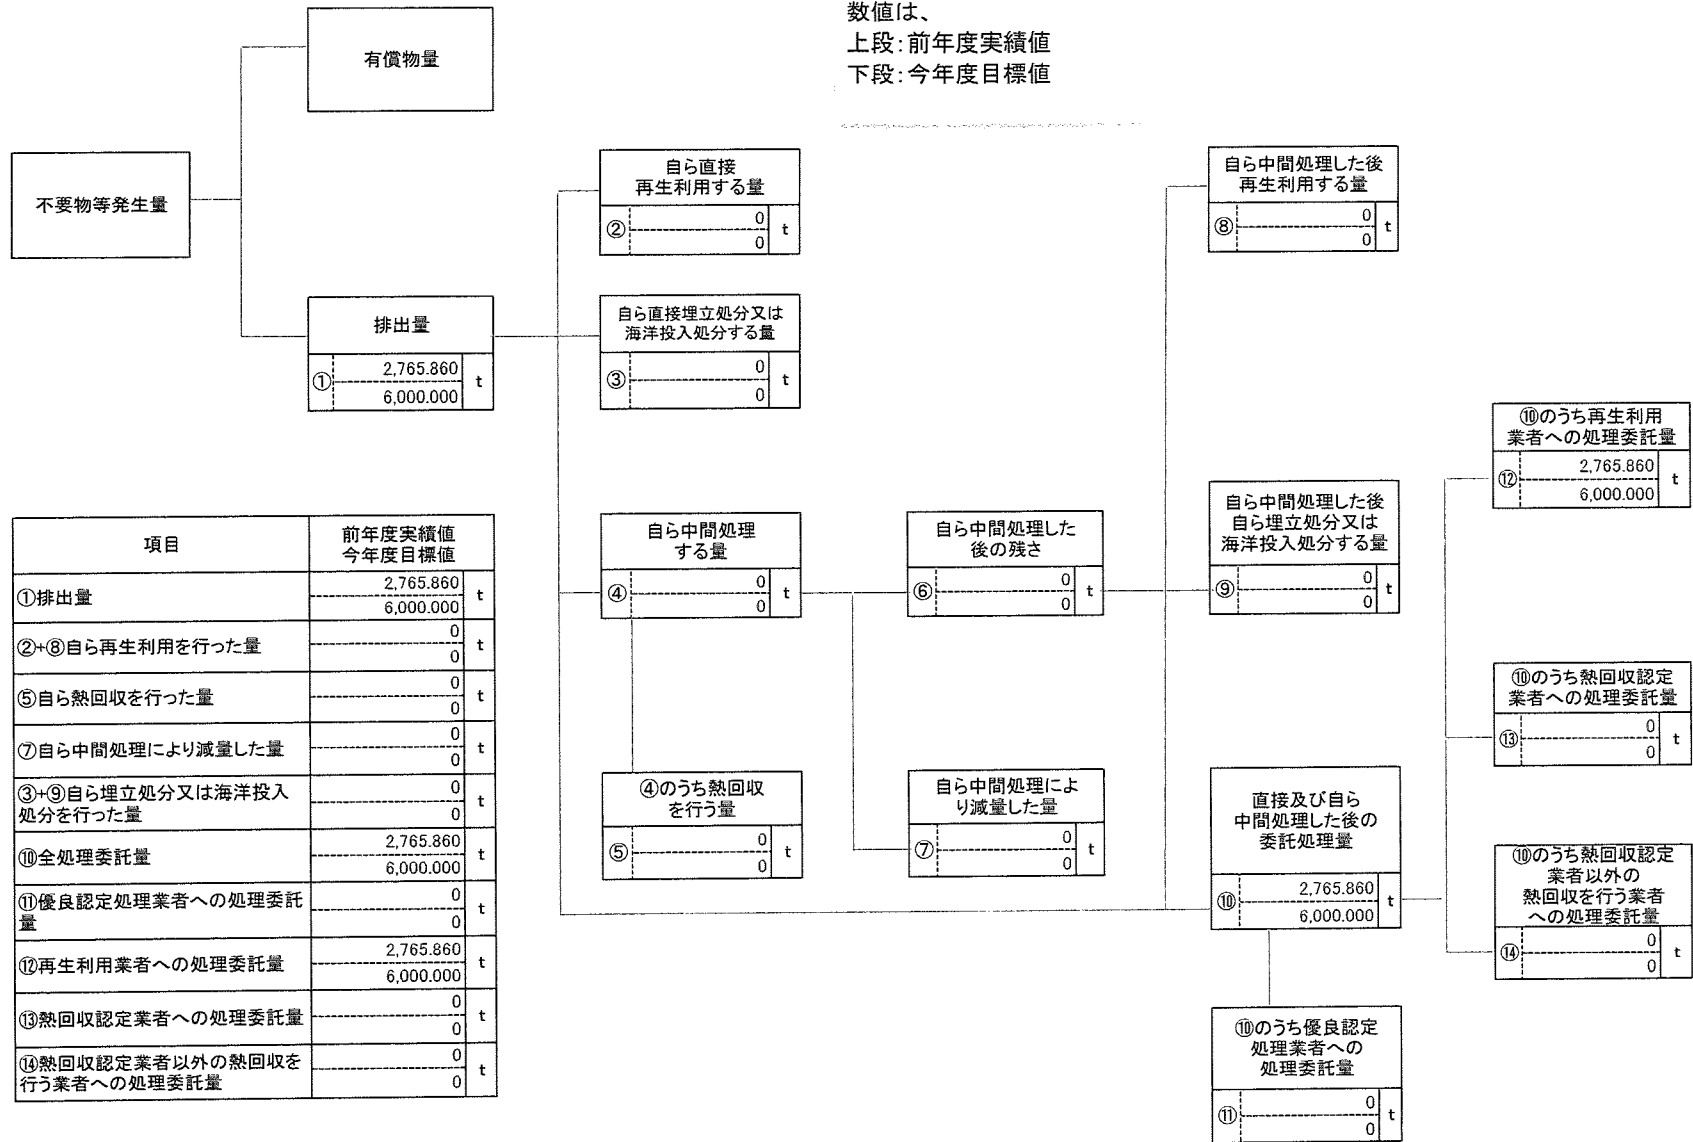 数値は、
上段：前年度実績値
下段：今年度目標値
有償物量
不要物等発生量
排出量
① 2,765.860 t
6,000.000
自ら直接
再生利用する量
② 0 t
0
自ら直接埋立処分又は
海洋投入処分する量
③ 0 t
0
自ら中間処理
する量
④ 0 t
0
④のうち熱回収
を行う量
⑤ 0 t
0
自ら中間処理した
後の残さ
⑥ 0 t
0
自ら中間処理によ
り減量した量
⑦ 0 t
0
自ら中間処理した後
再生利用する量
⑧ 0 t
0
自ら中間処理した後
自ら埋立処分又は
海洋投入処分する量
⑨ 0 t
0
直接及び自ら
中間処理した後の
委託処理量
⑩ 2,765.860 t
6,000.000
⑩のうち優良認定
処理業者への
処理委託量
⑪ 0 t
0
⑩のうち再生利用
業者への処理委託量
⑫ 2,765.860 t
6,000.000
⑩のうち熱回収認定
業者への処理委託量
⑬ 0 t
0
⑩のうち熱回収認定
業者以外の
熱回収を行う業者
への処理委託量
⑭ 0 t
0
項目 前年度実績値
今年度目標値
①排出量 2,765.860 t
6,000.000
②+⑧自ら再生利用を行った量 0 t
0
⑤自ら熱回収を行った量 0 t
0
⑦自ら中間処理により減量した量 0 t
0
③+⑨自ら埋立処分又は海洋投入 0 t
処分を行った量 0
⑩全処理委託量 2,765.860 t
6,000.000
⑪優良認定処理業者への処理委託 0 t
量 0
⑫再生利用業者への処理委託量 2,765.860 t
6,000.000
⑬熱回収認定業者への処理委託量 0 t
0
⑭熱回収認定業者以外の熱回収を 0 t
行う業者への処理委託量 0